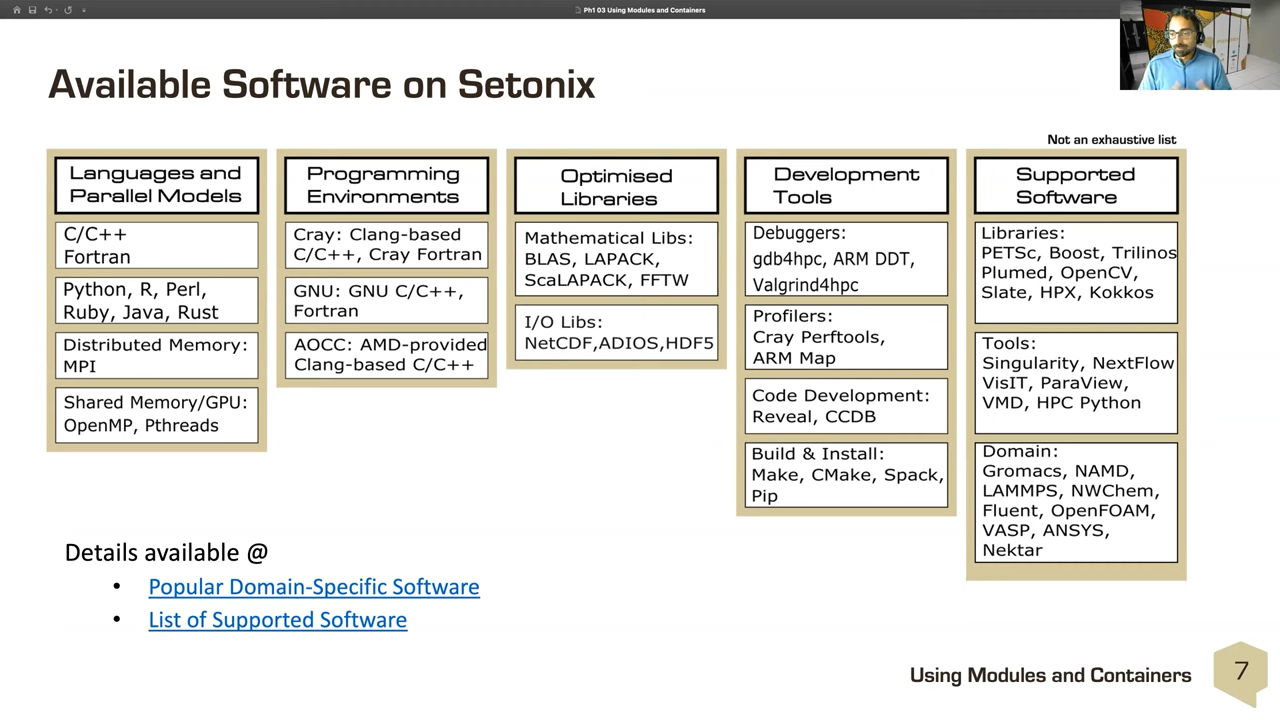 Ph1 03 Using Modules and Containers
Available Software on Setonix
Not an exhaustive list
Languages and
Parallel Models
C/C++
Fortran
Python, R, Perl,
Ruby, Java, Rust
Distributed Memory:
MPI
Shared Memory/GPU:
OpenMP, Pthreads
Programming
Environments
Cray: Clang-based
C/C++, Cray Fortran
GNU: GNU C/C++,
Fortran
AOCC: AMD-provided
Clang-based C/C++
Optimised
Libraries
Mathematical Libs:
BLAS, LAPACK,
ScaLAPACK, FFTW
I/O Libs:
NetCDF,ADIOS,HDF5
Development
Tools
Debuggers:
gdb4hpc, ARM DDT,
Valgrind4hpc
Profilers:
Cray Perftools,
ARM Map
Code Development:
Reveal, CCDB
Build & Install:
Make, CMake, Spack,
Pip
Supported
Software
Libraries:
PETSc, Boost, Trilinos
Plumed, OpenCV,
Slate, HPX, Kokkos
Tools:
Singularity, NextFlow
VisIT, ParaView,
VMD, HPC Python
Domain:
Gromacs, NAMD,
LAMMPS, NWChem,
Fluent, OpenFOAM,
VASP, ANSYS,
Nektar
Details available @
• Popular Domain-Specific Software
• List of Supported Software
Using Modules and Containers
7